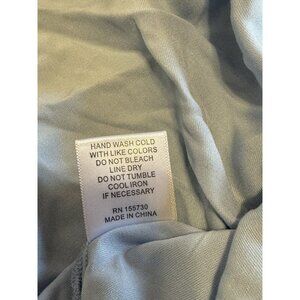 HAND WASH COLD
WITH LIKE COLORS
DO NOT BLEACH
LINE DRY
DO NOT TUMBLE
COOL IRON
IF NECESSARY
RN 155730
MADE IN CHINA